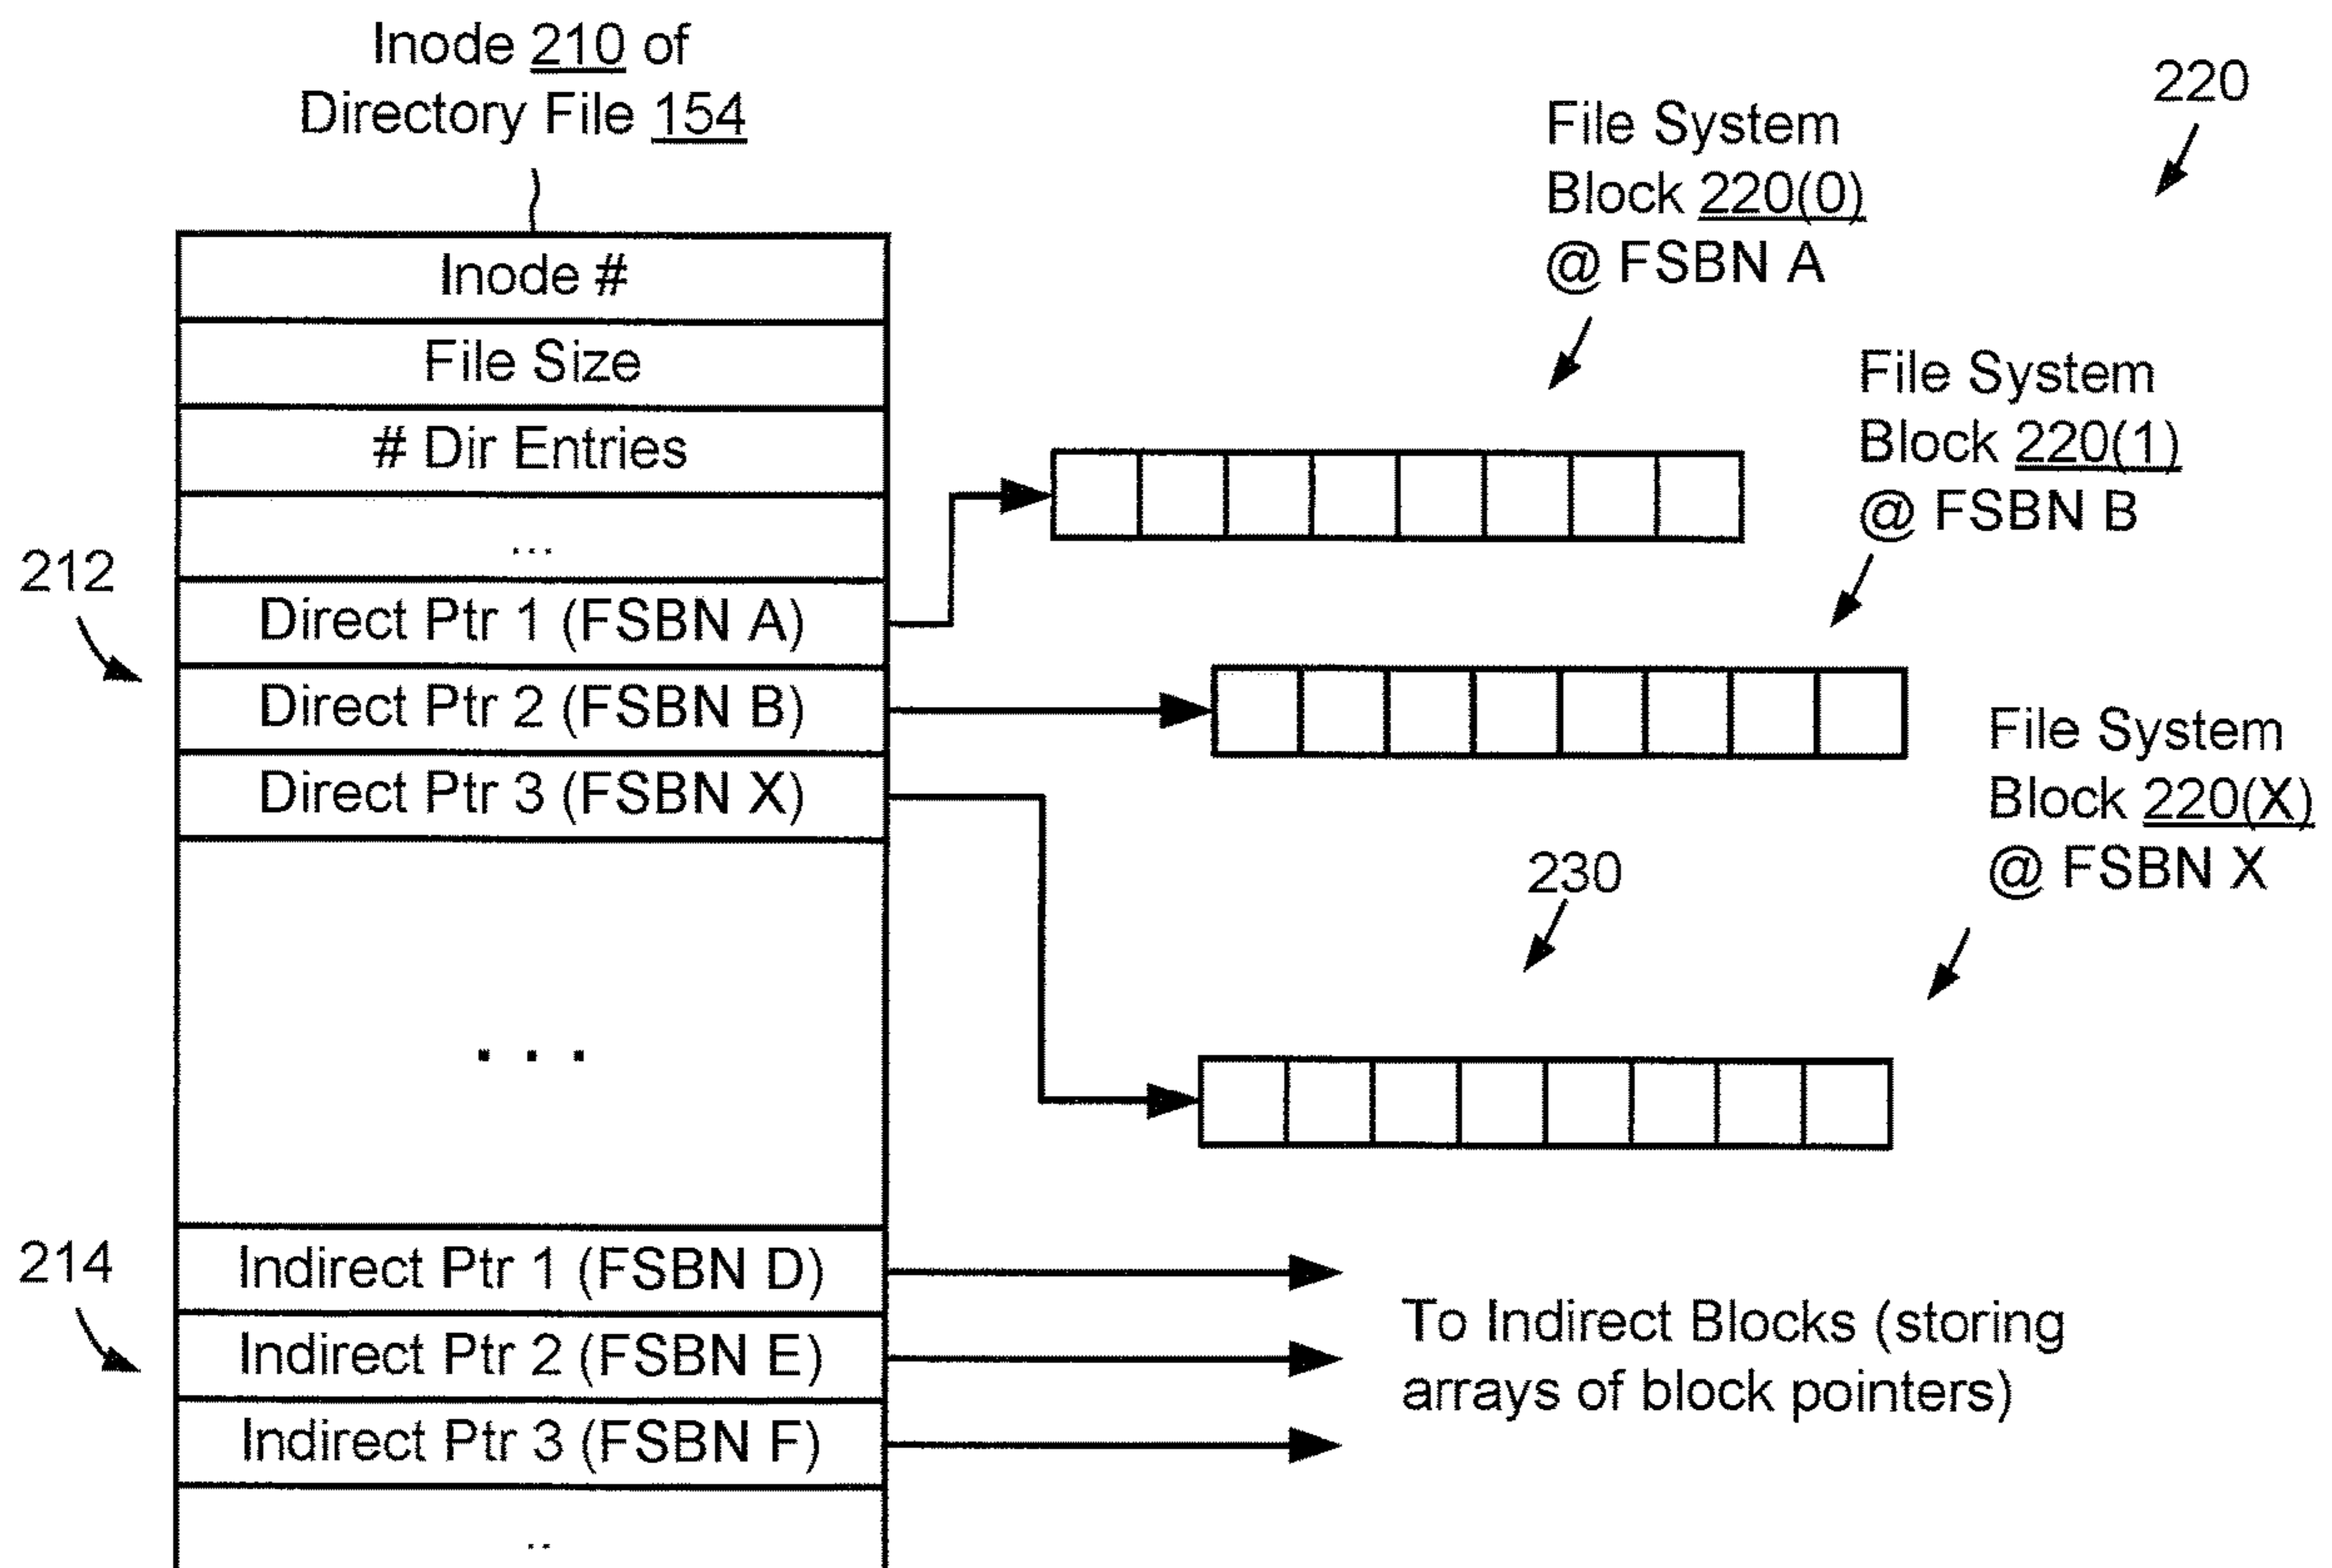 Inode 210 of
Directory File 154
Inode #
File Size
# Dir Entries
...
212
Direct Ptr 1 (FSBN A)
Direct Ptr 2 (FSBN B)
Direct Ptr 3 (FSBN X)
. . .
214
Indirect Ptr 1 (FSBN D)
Indirect Ptr 2 (FSBN E)
Indirect Ptr 3 (FSBN F)
..
220
File System
Block 220(0)
@ FSBN A
File System
Block 220(1)
@ FSBN B
File System
Block 220(X)
@ FSBN X
230
To Indirect Blocks (storing
arrays of block pointers)